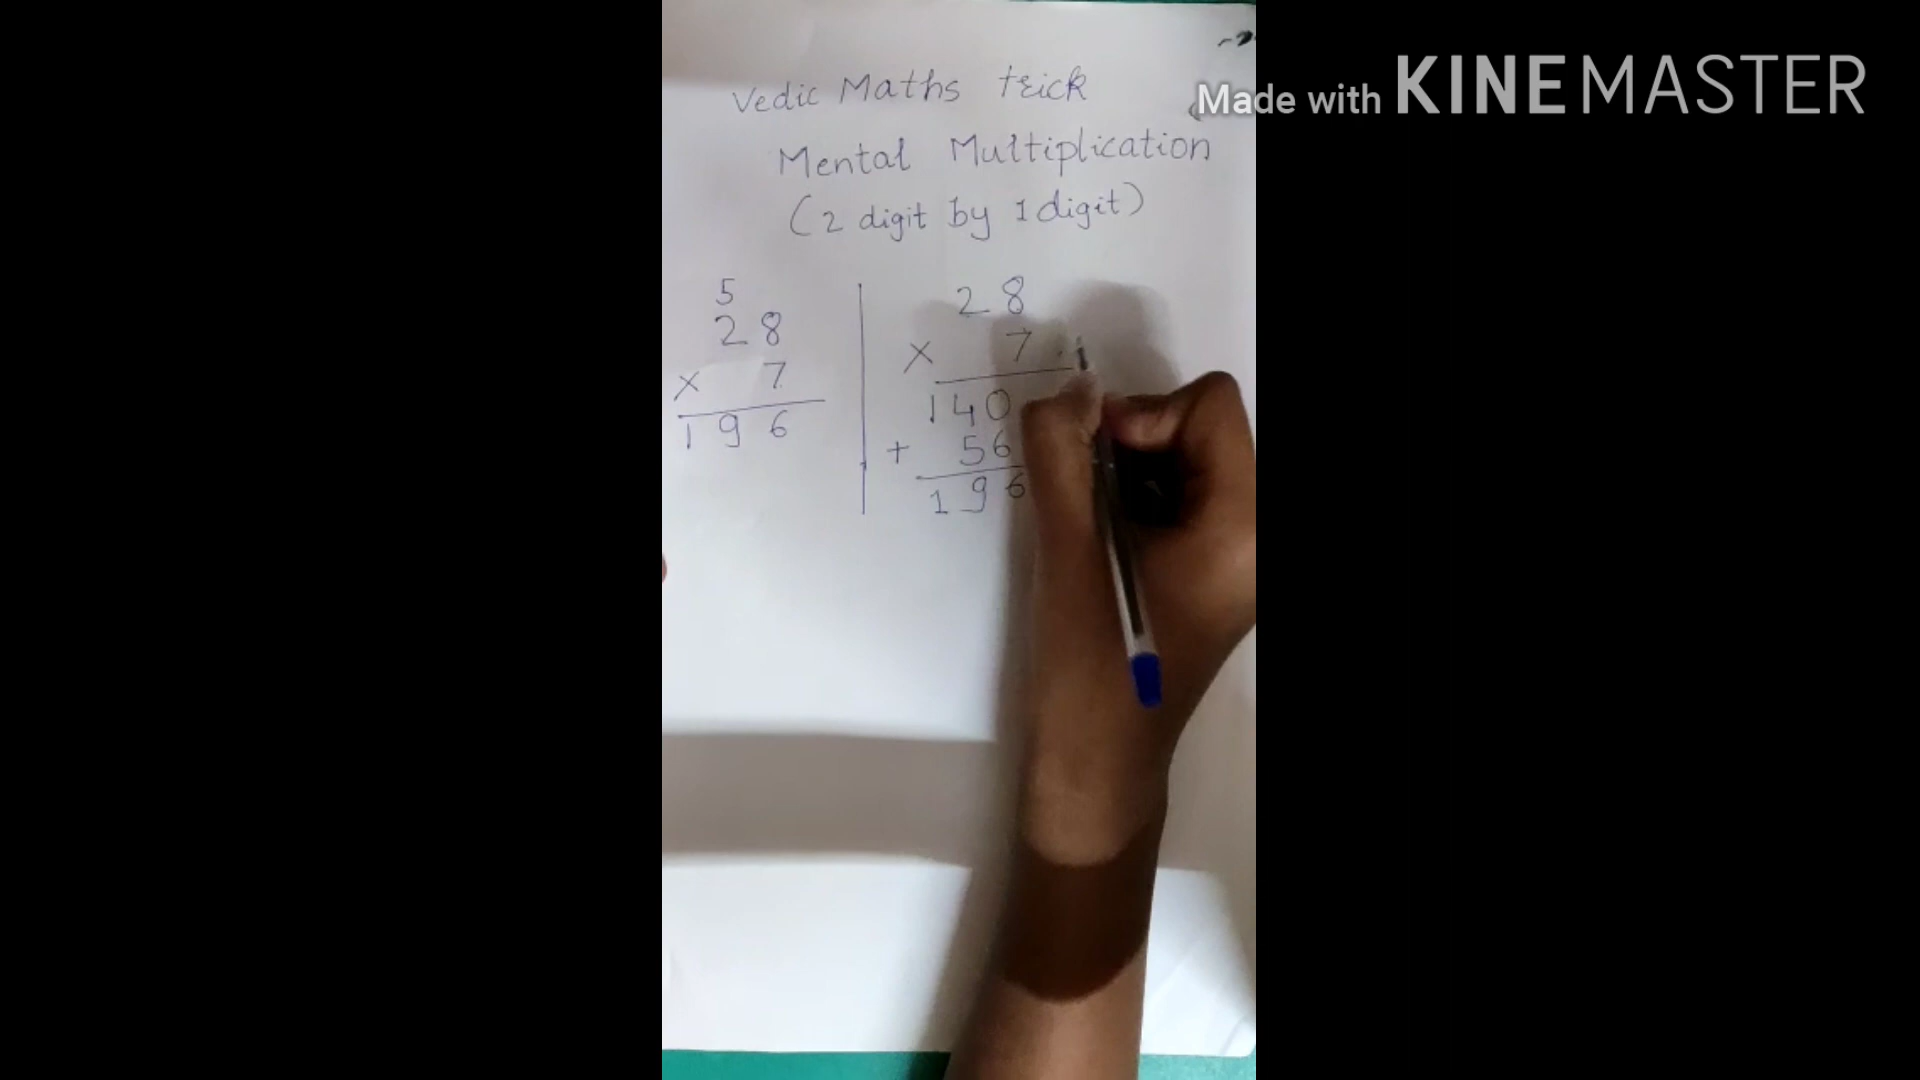 Made with KINEMASTER
Vedic Maths trick
Mental Multiplication
(2 digit by 1 digit)
5
28
× 7
196
28
× 7
140
+ 56
196